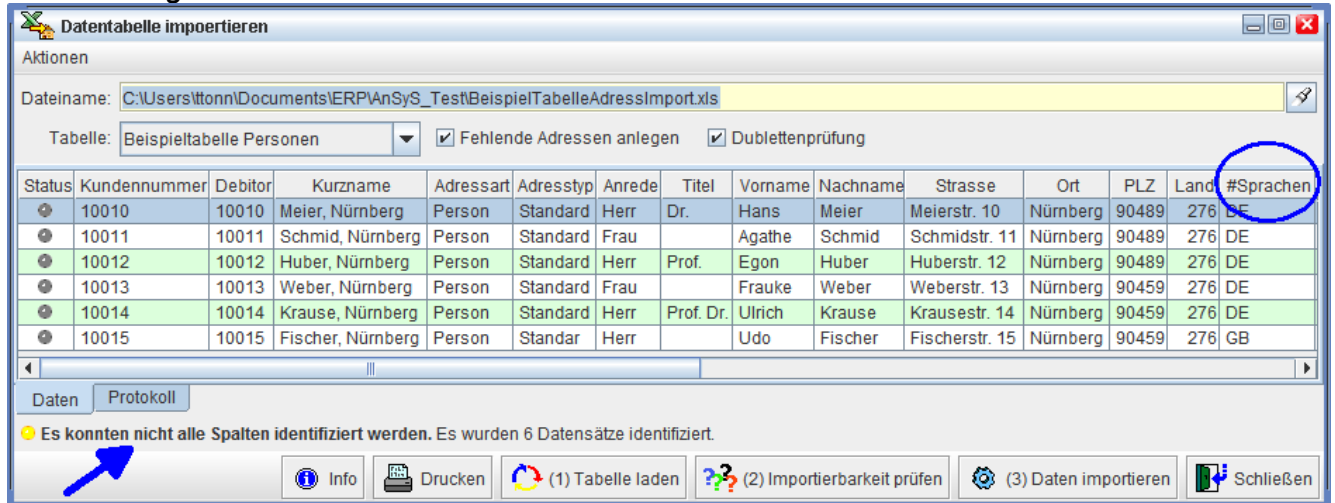 Datentabelle impoertieren
Aktionen
Dateiname: C:\Users\ttonn\Documents\ERP\AnSyS_Test\BeispielTabelleAdressImport.xls
Tabelle: Beispieltabelle Personen Fehlende Adressen anlegen Dublettenprüfung
Status Kundennummer Debitor Kurzname Adressart Adresstyp Anrede Titel Vorname Nachname Strasse Ort PLZ Land #Sprachen
10010 10010 Meier, Nürnberg Person Standard Herr Dr. Hans Meier Meierstr. 10 Nürnberg 90489 276 DE
10011 10011 Schmid, Nürnberg Person Standard Frau Agathe Schmid Schmidstr. 11 Nürnberg 90489 276 DE
10012 10012 Huber, Nürnberg Person Standard Herr Prof. Egon Huber Huberstr. 12 Nürnberg 90489 276 DE
10013 10013 Weber, Nürnberg Person Standard Frau Frauke Weber Weberstr. 13 Nürnberg 90459 276 DE
10014 10014 Krause, Nürnberg Person Standard Herr Prof. Dr. Ulrich Krause Krausestr. 14 Nürnberg 90459 276 DE
10015 10015 Fischer, Nürnberg Person Standar Herr Udo Fischer Fischerstr. 15 Nürnberg 90459 276 GB
Daten Protokoll
Es konnten nicht alle Spalten identifiziert werden. Es wurden 6 Datensätze identifiziert.
Info Drucken (1) Tabelle laden (2) Importierbarkeit prüfen (3) Daten importieren Schließen